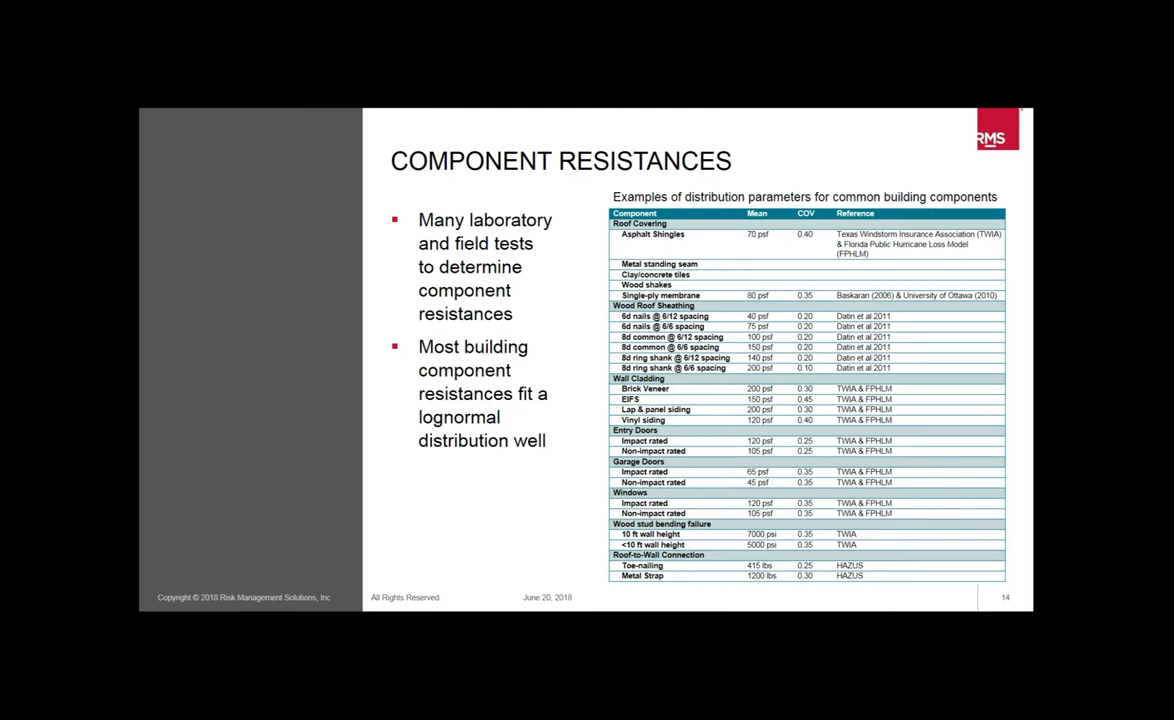 RMS
COMPONENT RESISTANCES
Many laboratory
and field tests
to determine
component
resistances
Most building
component
resistances fit a
lognormal
distribution well
Examples of distribution parameters for common building components
Component Mean COV Reference
Roof Covering
Asphalt Shingles 70 psf 0.40 Texas Windstorm Insurance Association (TWIA)
& Florida Public Hurricane Loss Model
(FPHLM)
Metal standing seam
Clay/concrete tiles
Wood shakes
Single-ply membrane 80 psf 0.35 Baskaran (2006) & University of Ottawa (2010)
Wood Roof Sheathing
6d nails @ 6/12 spacing 40 psf 0.20 Datin et al 2011
6d nails @ 6/6 spacing 75 psf 0.20 Datin et al 2011
8d common @ 6/12 spacing 100 psf 0.20 Datin et al 2011
8d common @ 6/6 spacing 150 psf 0.20 Datin et al 2011
8d ring shank @ 6/12 spacing 140 psf 0.20 Datin et al 2011
8d ring shank @ 6/6 spacing 200 psf 0.10 Datin et al 2011
Wall Cladding
Brick Veneer 200 psf 0.30 TWIA & FPHLM
EIFS 150 psf 0.45 TWIA & FPHLM
Lap & panel siding 200 psf 0.30 TWIA & FPHLM
Vinyl siding 120 psf 0.40 TWIA & FPHLM
Entry Doors
Impact rated 120 psf 0.25 TWIA & FPHLM
Non-impact rated 105 psf 0.25 TWIA & FPHLM
Garage Doors
Impact rated 65 psf 0.35 TWIA & FPHLM
Non-impact rated 45 psf 0.35 TWIA & FPHLM
Windows
Impact rated 120 psf 0.35 TWIA & FPHLM
Non-impact rated 105 psf 0.35 TWIA & FPHLM
Wood stud bending failure
10 ft wall height 7000 psi 0.35 TWIA
<10 ft wall height 5000 psi 0.35 TWIA
Roof-to-Wall Connection
Toe-nailing 415 lbs 0.25 HAZUS
Metal Strap 1200 lbs 0.30 HAZUS
Copyright © 2018 Risk Management Solutions, Inc All Rights Reserved. June 20, 2018 14